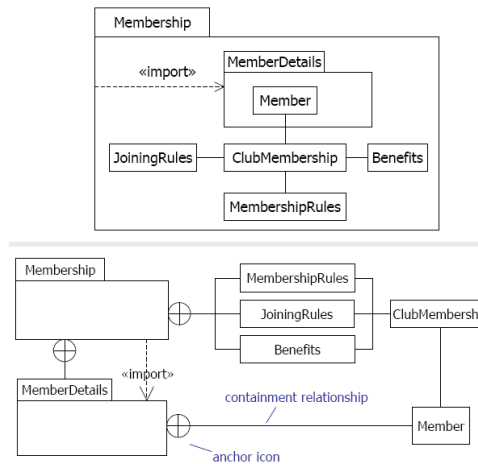 Membership
«import»
MemberDetails
Member
JoiningRules
ClubMembership
Benefits
MembershipRules
Membership
MembershipRules
JoiningRules
ClubMembersh
Benefits
«import»
MemberDetails
containment relationship
Member
anchor icon